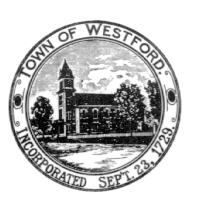 TOWN OF WESTFORD.
INCORPORATED SEPT. 23, 1729.